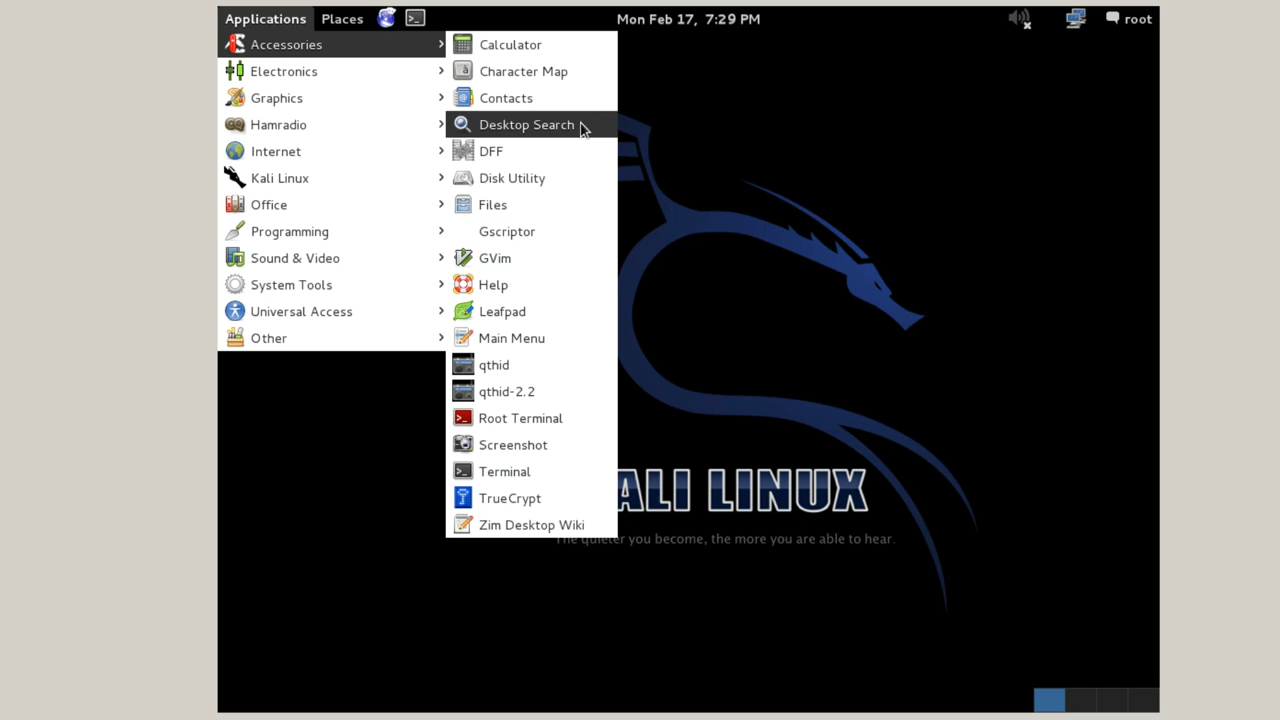 Applications Places Mon Feb 17, 7:29 PM root
Accessories
Electronics
Graphics
Hamradio
Internet
Kali Linux
Office
Programming
Sound & Video
System Tools
Universal Access
Other
Calculator
Character Map
Contacts
Desktop Search
DFF
Disk Utility
Files
Gscriptor
GVim
Help
Leafpad
Main Menu
qthid
qthid-2.2
Root Terminal
Screenshot
Terminal
TrueCrypt
Zim Desktop Wiki
ALI LINUX
The quieter you become, the more you are able to hear.